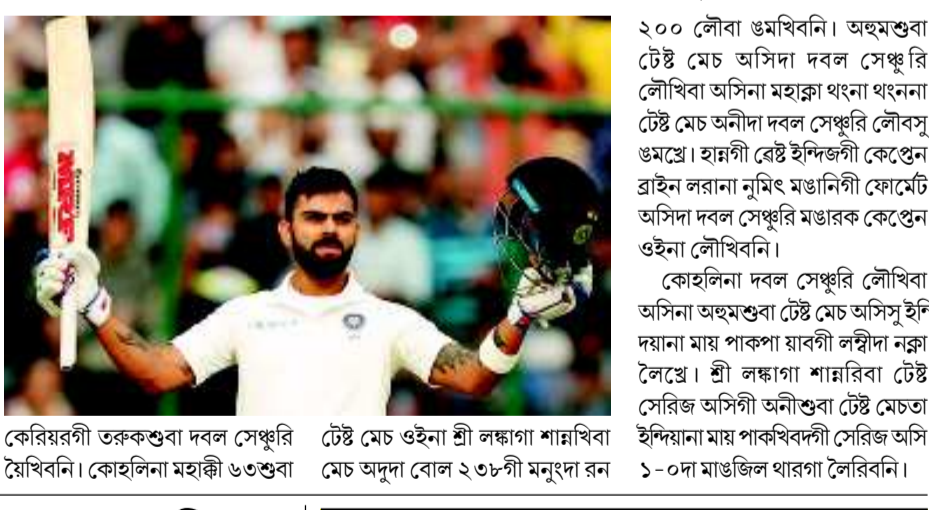 কেরিয়রগী তরুকশুবা দবল সেঞ্চুরি
য়ৈখিবনি। কোহলিনা মহাক্কী ৬৩শুবা
টেষ্ট মেচ ওইনা শ্রী লঙ্কাগা শান্নখিবা
মেচ অদুদা বোল ২৩৮গী মনুংদা রন
২০০ লৌবা ঙমখিবনি। অহুমশুবা
টেষ্ট মেচ অসিদা দবল সেঞ্চুরি
লৌখিবা অসিনা মহাক্না থংনা থংননা
টেষ্ট মেচ অনীদা দবল সেঞ্চুরি লৌবসু
ঙমখ্রে। হান্নগী ৱেষ্ট ইন্দিজগী কেপ্তেন
ব্রাইন লরানা নুমিৎ মঙানিগী ফোর্মেট
অসিদা দবল সেঞ্চুরি মঙারক কেপ্তেন
ওইনা লৌখিবনি।
কোহলিনা দবল সেঞ্চুরি লৌখিবা
অসিনা অহুমশুবা টেষ্ট মেচ অসিসু ইন্দি
দয়ানা মায় পাকপা য়াবগী লম্বীদা নক্না
লৈখ্রে। শ্রী লঙ্কাগা শান্নরিবা টেষ্ট
সেরিজ অসিগী অনীশুবা টেষ্ট মেচতা
ইন্দিয়ানা মায় পাকখিবদগী সেরিজ অসি
১-০দা মাঙজিল থারগা লৈরিবনি।